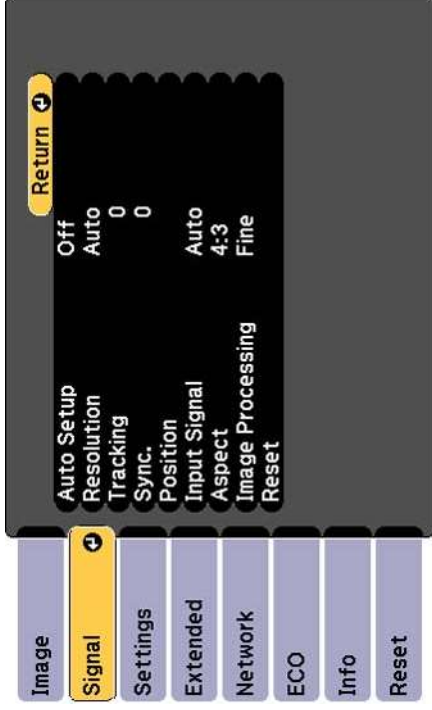 Image
Signal
Settings
Extended
Network
ECO
Info
Reset
Return
Auto Setup Off
Resolution Auto
Tracking 0
Sync. 0
Position
Input Signal Auto
Aspect 4:3
Image Processing Fine
Reset